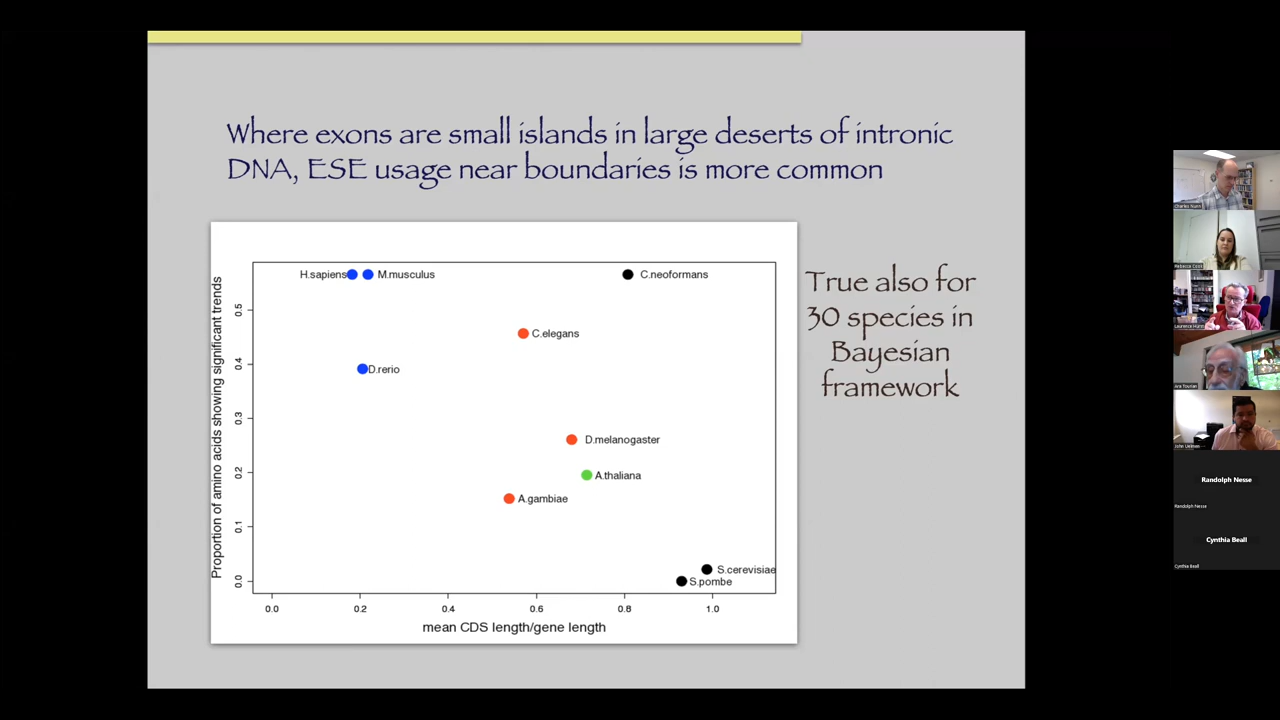 Where exons are small islands in large deserts of intronic
DNA, ESE usage near boundaries is more common
Proportion of amino acids showing significant trends
0.5
0.4
0.3
0.2
0.1
0.0
H.sapiens
M.musculus
C.neoformans
C.elegans
D.rerio
D.melanogaster
A.thaliana
A.gambiae
S.cerevisiae
S.pombe
0.0 0.2 0.4 0.6 0.8 1.0
mean CDS length/gene length
True also for
30 species in
Bayesian
framework
Charles Nunn
Laurence Hurst
Randolph Nesse
Randolph Nesse
Cynthia Beall
Cynthia Beall